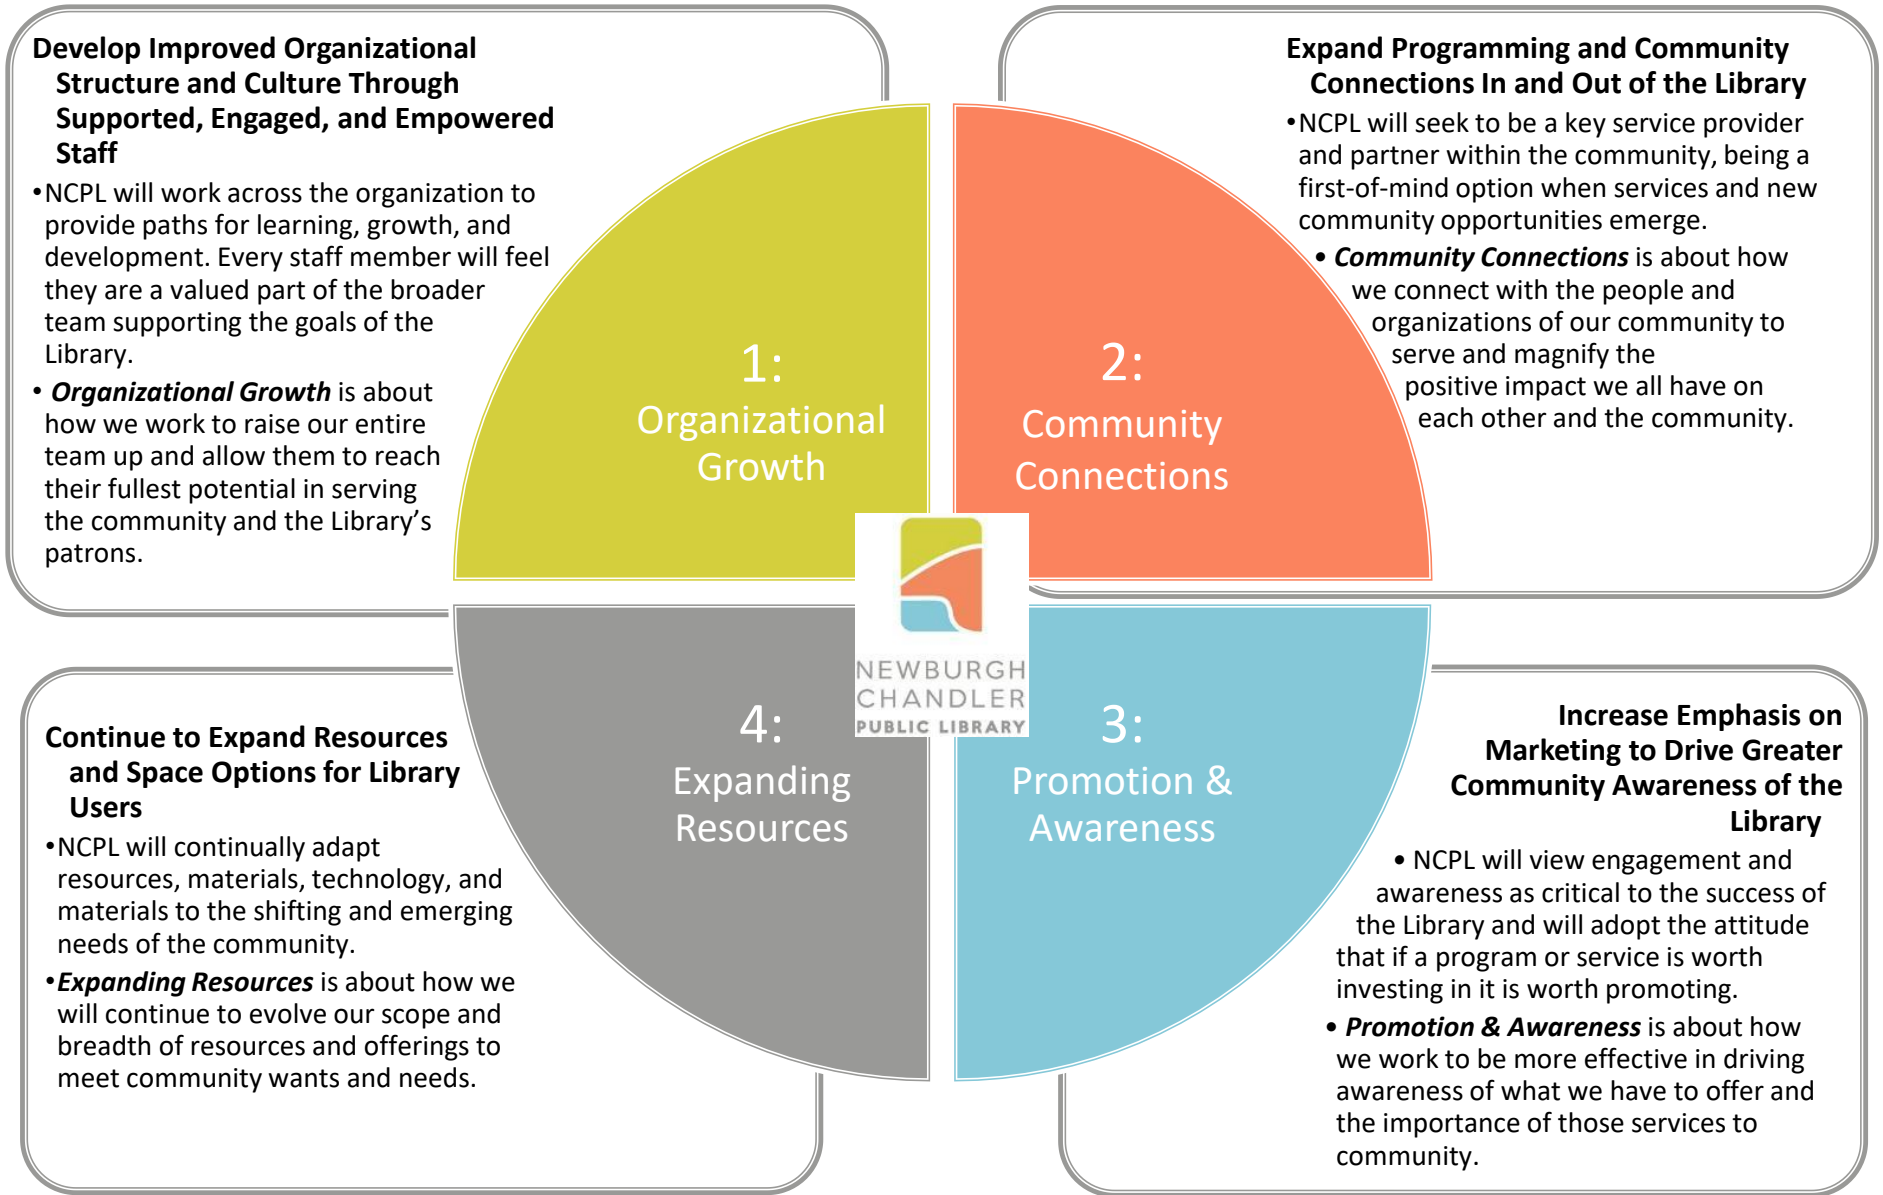 Develop Improved Organizational
Structure and Culture Through
Supported, Engaged, and Empowered
Staff
•NCPL will work across the organization to
provide paths for learning, growth, and
development. Every staff member will feel
they are a valued part of the broader
team supporting the goals of the
Library.
• Organizational Growth is about
how we work to raise our entire
team up and allow them to reach
their fullest potential in serving
the community and the Library’s
patrons.
1:
Organizational
Growth
Expand Programming and Community
Connections In and Out of the Library
•NCPL will seek to be a key service provider
and partner within the community, being a
first-of-mind option when services and new
community opportunities emerge.
• Community Connections is about how
we connect with the people and
organizations of our community to
serve and magnify the
positive impact we all have on
each other and the community.
2:
Community
Connections
NEWBURGH
CHANDLER
PUBLIC LIBRARY
Increase Emphasis on
Marketing to Drive Greater
Community Awareness of the
Library
• NCPL will view engagement and
awareness as critical to the success of
the Library and will adopt the attitude
that if a program or service is worth
investing in it is worth promoting.
• Promotion & Awareness is about how
we work to be more effective in driving
awareness of what we have to offer and
the importance of those services to
community.
3:
Promotion &
Awareness
Continue to Expand Resources
and Space Options for Library
Users
•NCPL will continually adapt
resources, materials, technology, and
materials to the shifting and emerging
needs of the community.
•Expanding Resources is about how we
will continue to evolve our scope and
breadth of resources and offerings to
meet community wants and needs.
4:
Expanding
Resources